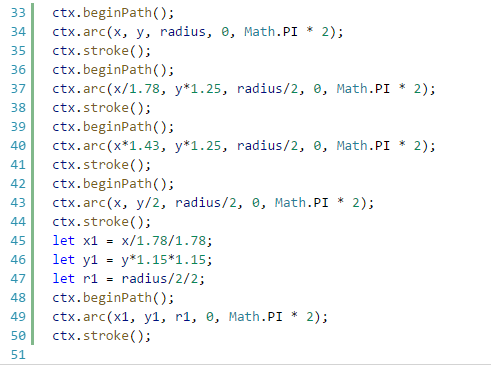 33 ctx.beginPath();
34 ctx.arc(x, y, radius, 0, Math.PI * 2);
35 ctx.stroke();
36 ctx.beginPath();
37 ctx.arc(x/1.78, y*1.25, radius/2, 0, Math.PI * 2);
38 ctx.stroke();
39 ctx.beginPath();
40 ctx.arc(x*1.43, y*1.25, radius/2, 0, Math.PI * 2);
41 ctx.stroke();
42 ctx.beginPath();
43 ctx.arc(x, y/2, radius/2, 0, Math.PI * 2);
44 ctx.stroke();
45 let x1 = x/1.78/1.78;
46 let y1 = y*1.15*1.15;
47 let r1 = radius/2/2;
48 ctx.beginPath();
49 ctx.arc(x1, y1, r1, 0, Math.PI * 2);
50 ctx.stroke();
51